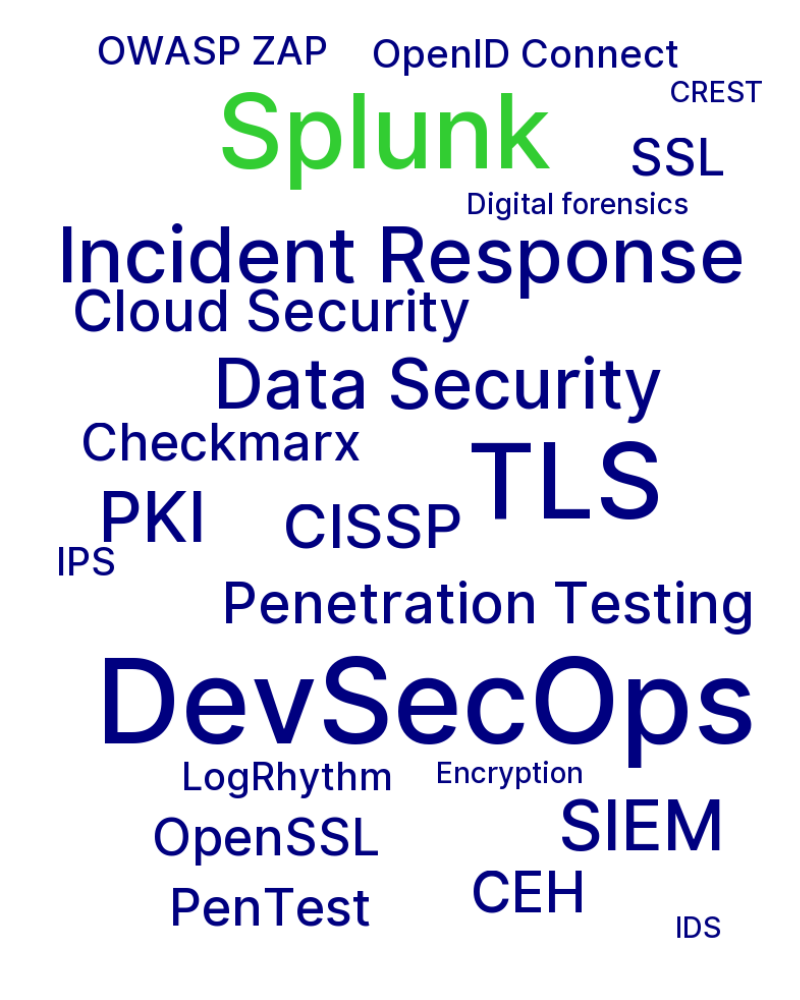 OWASP ZAP
OpenID Connect
CREST
Splunk
SSL
Digital forensics
Incident Response
Cloud Security
Data Security
Checkmarx
TLS
PKI
CISSP
IPS
Penetration Testing
DevSecOps
LogRhythm
Encryption
SIEM
OpenSSL
CEH
PenTest
IDS